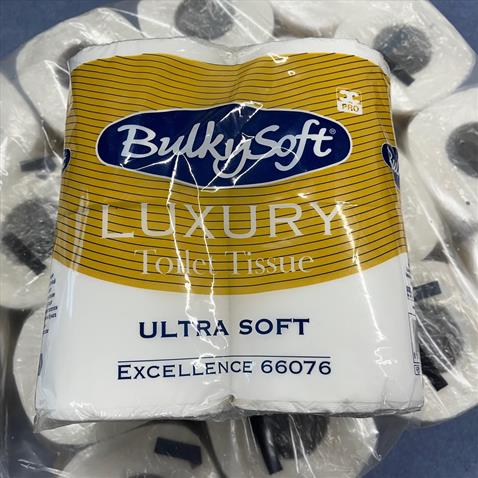 PRO
BulkySoft®
LUXURY
Toilet Tissue
ULTRA SOFT
EXCELLENCE 66076